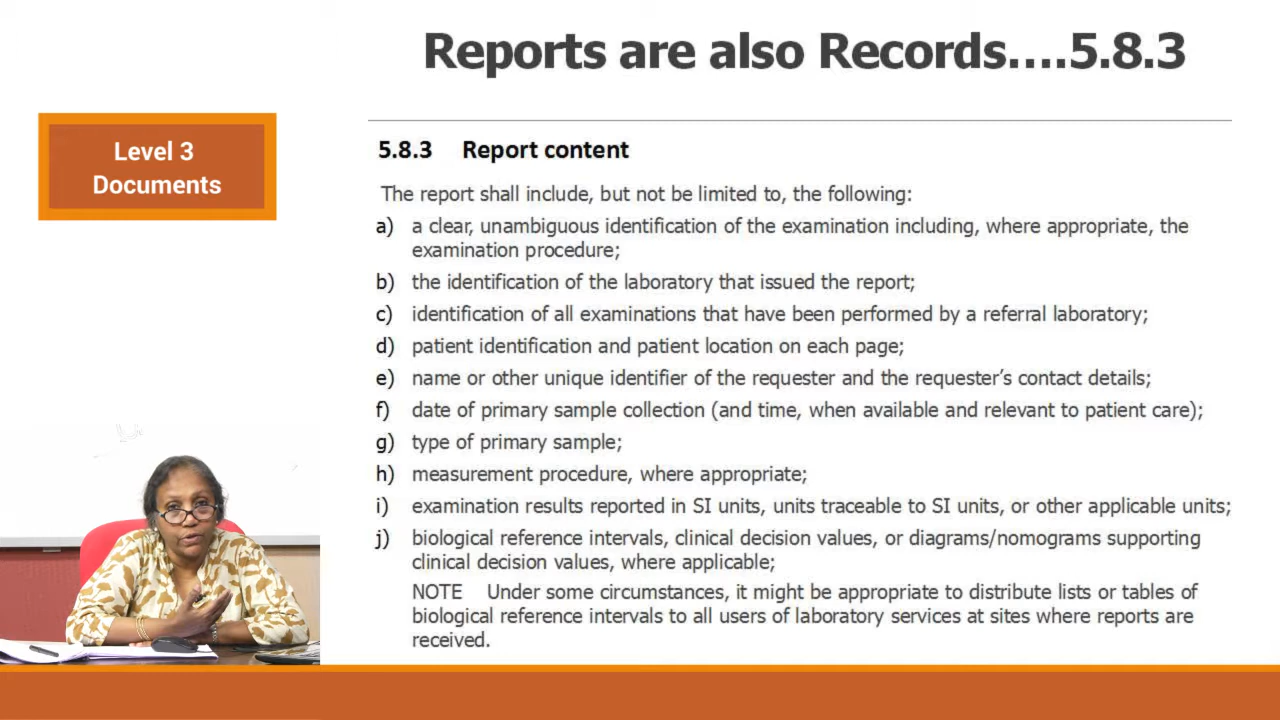 Reports are also Records....5.8.3
Level 3
Documents
5.8.3 Report content
The report shall include, but not be limited to, the following:
a) a clear, unambiguous identification of the examination including, where appropriate, the
examination procedure;
b) the identification of the laboratory that issued the report;
c) identification of all examinations that have been performed by a referral laboratory;
d) patient identification and patient location on each page;
e) name or other unique identifier of the requester and the requester’s contact details;
f) date of primary sample collection (and time, when available and relevant to patient care);
g) type of primary sample;
h) measurement procedure, where appropriate;
i) examination results reported in SI units, units traceable to SI units, or other applicable units;
j) biological reference intervals, clinical decision values, or diagrams/nomograms supporting
clinical decision values, where applicable;
NOTE Under some circumstances, it might be appropriate to distribute lists or tables of
biological reference intervals to all users of laboratory services at sites where reports are
received.